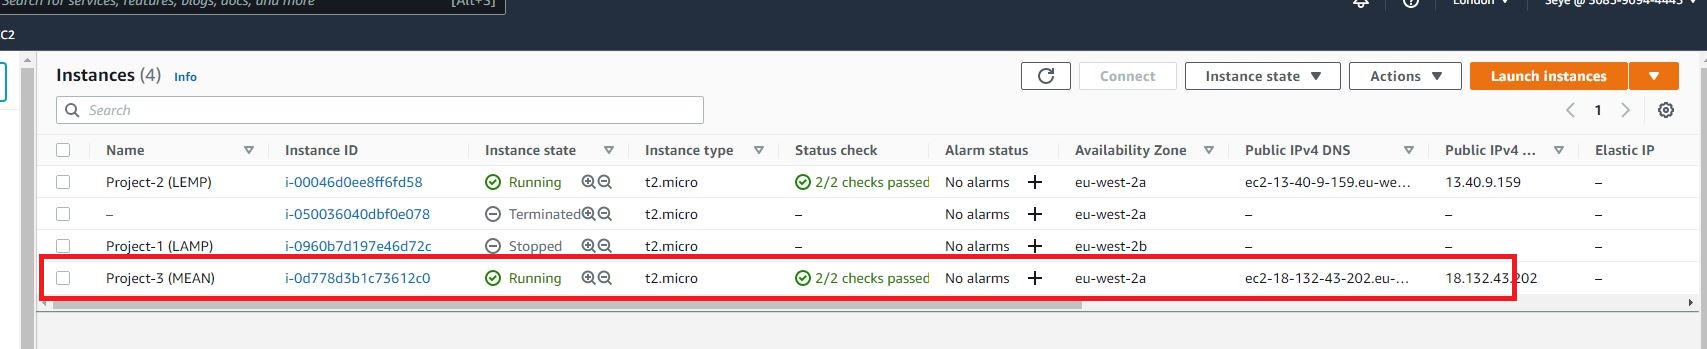 Search for services, features, blogs, docs, and more [Alt+S] London
C2
Instances (4) Info Connect Instance state Actions Launch instances
Search 1
Name Instance ID Instance state Instance type Status check Alarm status Availability Zone Public IPv4 DNS Public IPv4 ... Elastic IP
Project-2 (LEMP) i-00046d0ee8ff6fd58 Running t2.micro 2/2 checks passed No alarms + eu-west-2a ec2-13-40-9-159.eu-we... 13.40.9.159 –
– i-050036040dbf0e078 Terminated t2.micro – No alarms + eu-west-2a – – –
Project-1 (LAMP) i-0960b7d197e46d72c Stopped t2.micro – No alarms + eu-west-2b – – –
Project-3 (MEAN) i-0d778d3b1c73612c0 Running t2.micro 2/2 checks passed No alarms + eu-west-2a ec2-18-132-43-202.eu-... 18.132.43.202 –